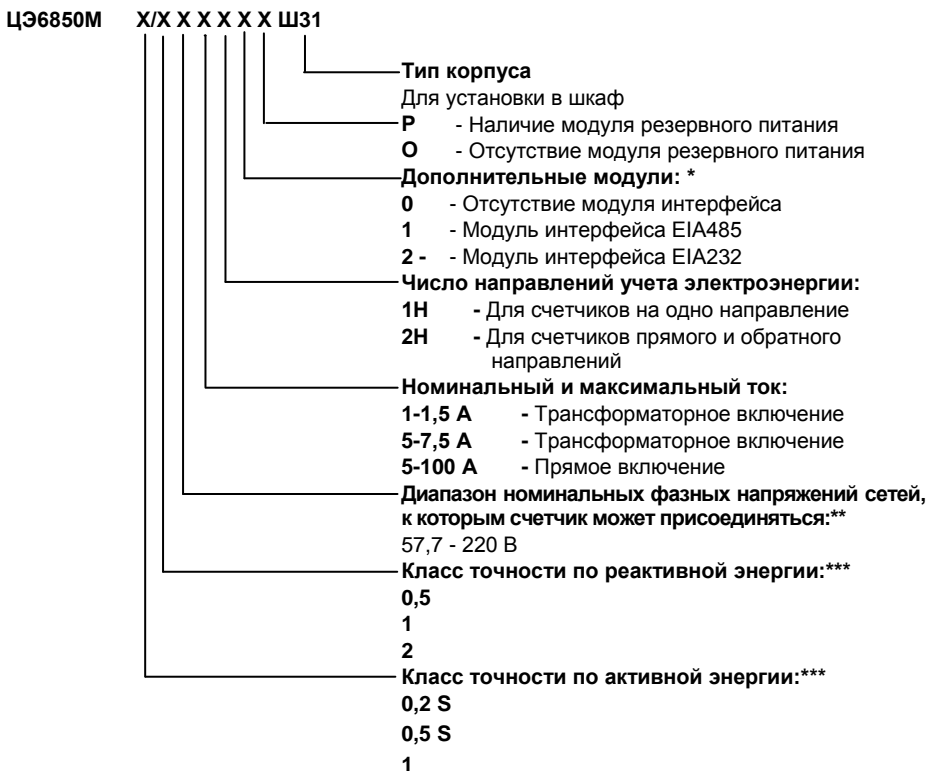 ЦЭ6850М X/X X X X X X Ш31
Тип корпуса
Для установки в шкаф
Р - Наличие модуля резервного питания
О - Отсутствие модуля резервного питания
Дополнительные модули: *
0 - Отсутствие модуля интерфейса
1 - Модуль интерфейса EIA485
2 - - Модуль интерфейса EIA232
Число направлений учета электроэнергии:
1Н - Для счетчиков на одно направление
2Н - Для счетчиков прямого и обратного
направлений
Номинальный и максимальный ток:
1-1,5 А - Трансформаторное включение
5-7,5 А - Трансформаторное включение
5-100 А - Прямое включение
Диапазон номинальных фазных напряжений сетей,
к которым счетчик может присоединяться:**
57,7 - 220 В
Класс точности по реактивной энергии:***
0,5
1
2
Класс точности по активной энергии:***
0,2 S
0,5 S
1